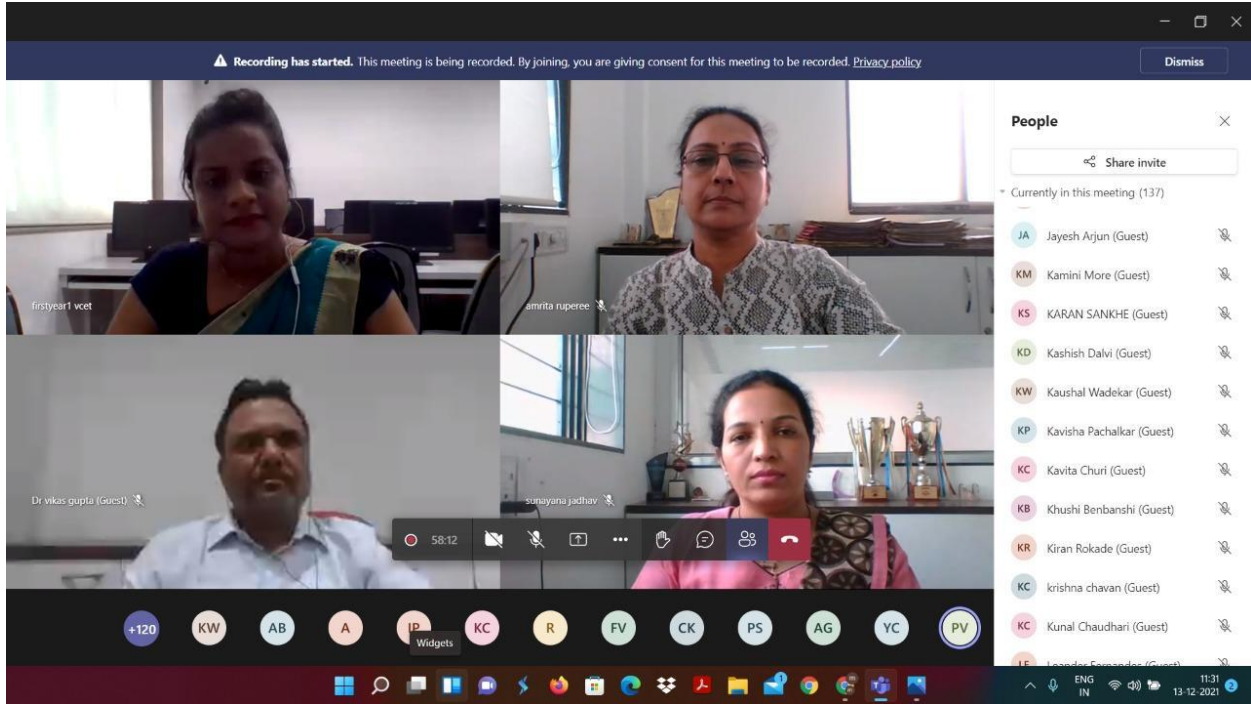 Recording has started. This meeting is being recorded. By joining, you are giving consent for this meeting to be recorded. Privacy policy
Dismiss
firstyear1 vcet
amrita ruperee
Dr vikas gupta (Guest)
sunayana jadhav
58:12
+120
KW
AB
A
IP
KC
R
FV
CK
PS
AG
YC
PV
Widgets
People
Share invite
Currently in this meeting (137)
JA Jayesh Arjun (Guest)
KM Kamini More (Guest)
KS KARAN SANKHE (Guest)
KD Kashish Dalvi (Guest)
KW Kaushal Wadekar (Guest)
KP Kavisha Pachalkar (Guest)
KC Kavita Churi (Guest)
KB Khushi Benbanshi (Guest)
KR Kiran Rokade (Guest)
KC krishna chavan (Guest)
KC Kunal Chaudhari (Guest)
ENG
IN
11:31
13-12-2021
2